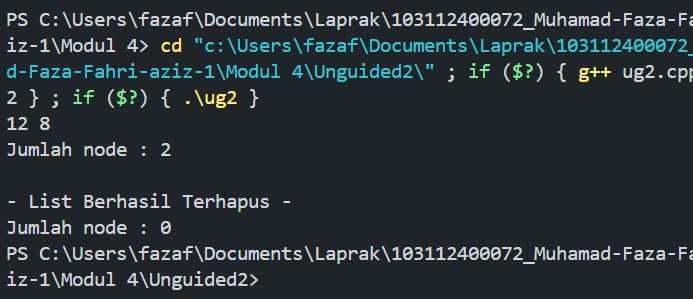 PS C:\Users\fazaf\Documents\Laprak\103112400072_Muhamad-Faza-Fa
iz-1\Modul 4> cd "c:\Users\fazaf\Documents\Laprak\103112400072_
d-Faza-Fahri-aziz-1\Modul 4\Unguided2\" ; if ($?) { g++ ug2.cpp
2 } ; if ($?) { .\ug2 }
12 8
Jumlah node : 2
- List Berhasil Terhapus -
Jumlah node : 0
PS C:\Users\fazaf\Documents\Laprak\103112400072_Muhamad-Faza-Fa
iz-1\Modul 4\Unguided2>